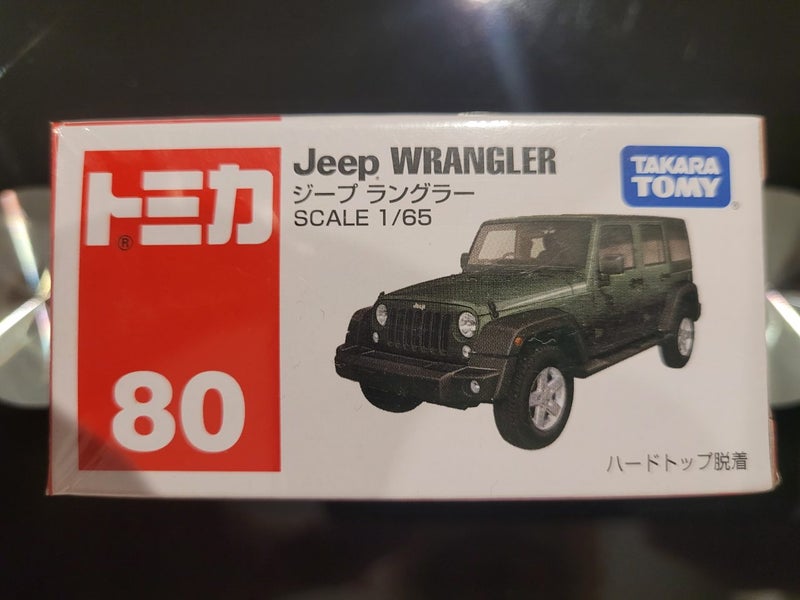 トミカ®
80
Jeep® WRANGLER
ジープ ラングラー
SCALE 1/65
TAKARA
TOMY®
Jeep
ハードトップ脱着